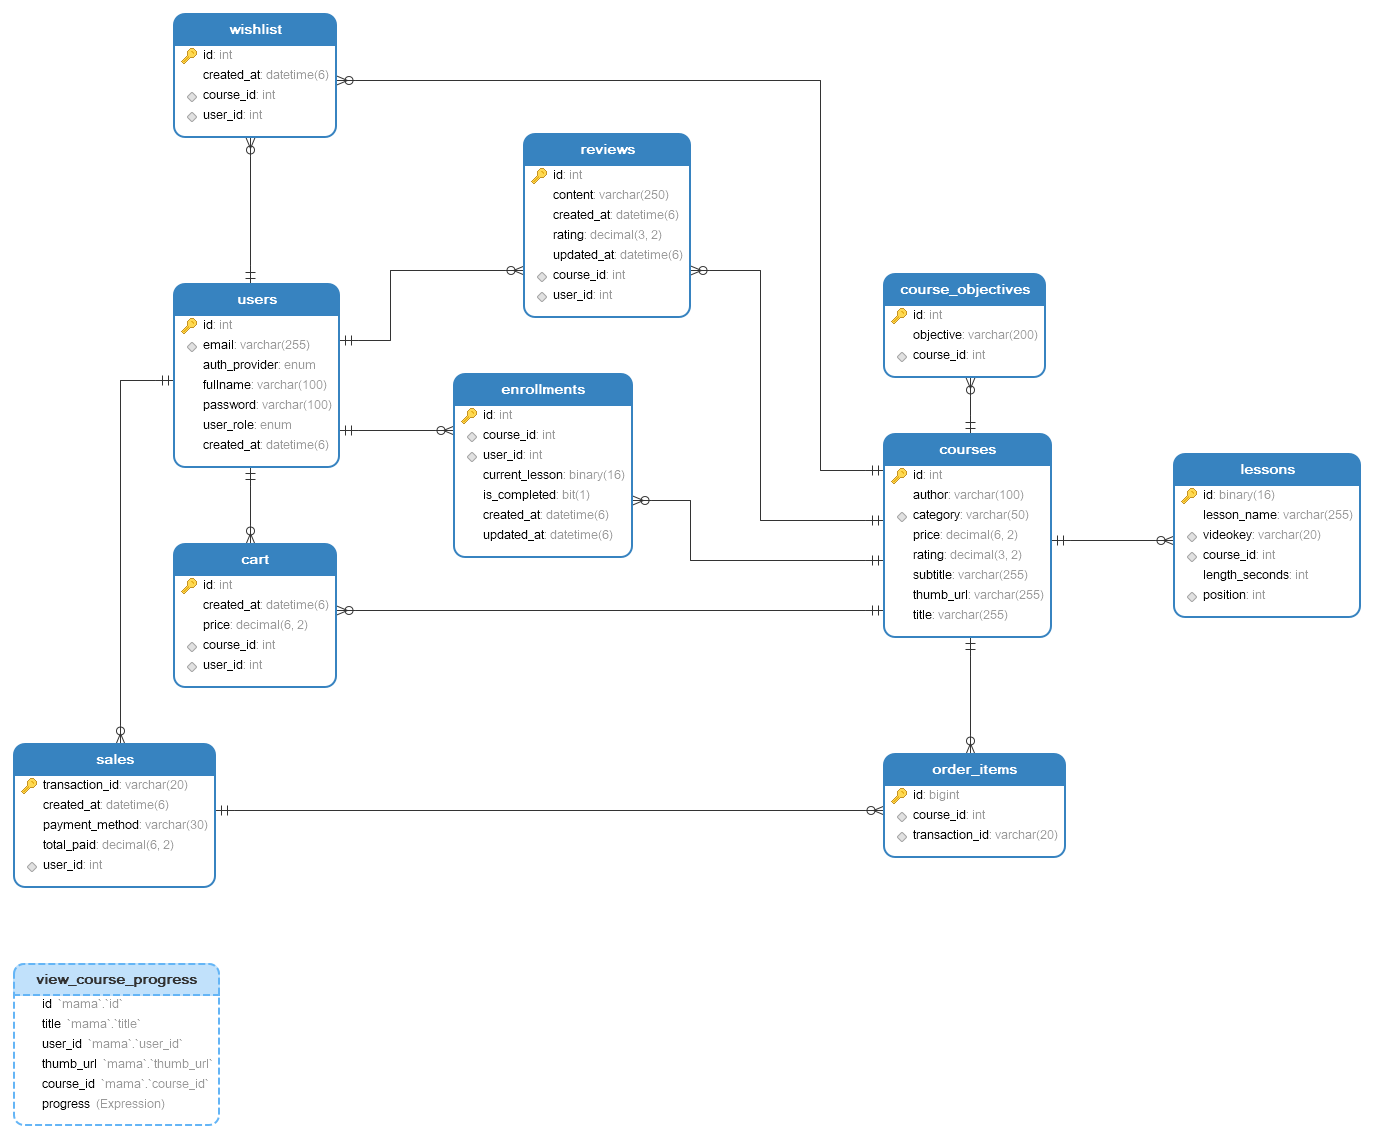 wishlist
id: int
created_at: datetime(6)
course_id: int
user_id: int
reviews
id: int
content: varchar(250)
created_at: datetime(6)
rating: decimal(3, 2)
updated_at: datetime(6)
course_id: int
user_id: int
users
id: int
email: varchar(255)
auth_provider: enum
fullname: varchar(100)
password: varchar(100)
user_role: enum
created_at: datetime(6)
course_objectives
id: int
objective: varchar(200)
course_id: int
enrollments
id: int
course_id: int
user_id: int
current_lesson: binary(16)
is_completed: bit(1)
created_at: datetime(6)
updated_at: datetime(6)
courses
id: int
author: varchar(100)
category: varchar(50)
price: decimal(6, 2)
rating: decimal(3, 2)
subtitle: varchar(255)
thumb_url: varchar(255)
title: varchar(255)
lessons
id: binary(16)
lesson_name: varchar(255)
videokey: varchar(20)
course_id: int
length_seconds: int
position: int
cart
id: int
created_at: datetime(6)
price: decimal(6, 2)
course_id: int
user_id: int
sales
transaction_id: varchar(20)
created_at: datetime(6)
payment_method: varchar(30)
total_paid: decimal(6, 2)
user_id: int
order_items
id: bigint
course_id: int
transaction_id: varchar(20)
view_course_progress
id `mama`.`id`
title `mama`.`title`
user_id `mama`.`user_id`
thumb_url `mama`.`thumb_url`
course_id `mama`.`course_id`
progress (Expression)